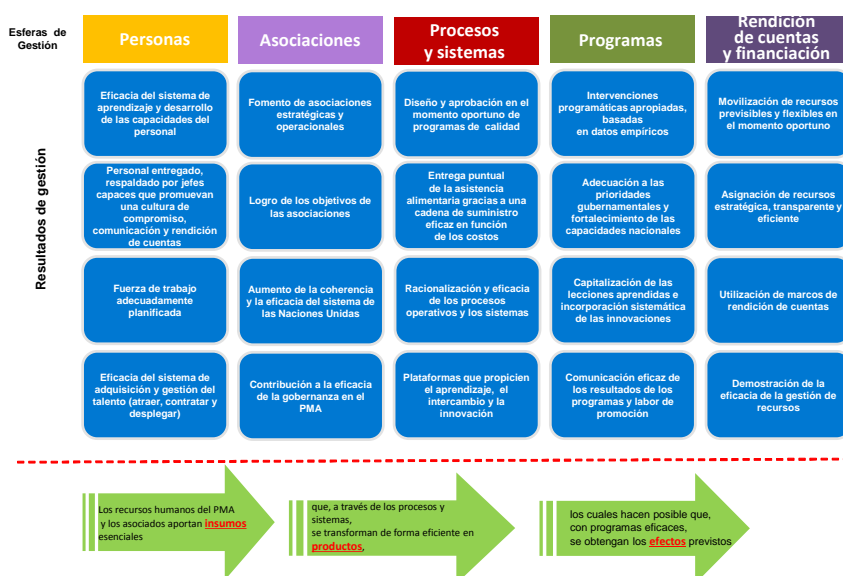 Esferas de
Gestión
Personas
Asociaciones
Procesos
y sistemas
Programas
Rendición
de cuentas
y financiación
Resultados de gestión
Eficacia del sistema de
aprendizaje y desarrollo
de las capacidades del
personal
Fomento de asociaciones
estratégicas y
operacionales
Diseño y aprobación en el
momento oportuno de
programas de calidad
Intervenciones
programáticas apropiadas,
basadas
en datos empíricos
Movilización de recursos
previsibles y flexibles en
el momento oportuno
Personal entregado,
respaldado por jefes
capaces que promuevan
una cultura de
compromiso,
comunicación y rendición
de cuentas
Logro de los objetivos de
las asociaciones
Entrega puntual
de la asistencia
alimentaria gracias a una
cadena de suministro
eficaz en función
de los costos
Adecuación a las
prioridades
gubernamentales y
fortalecimiento de las
capacidades nacionales
Asignación de recursos
estratégica, transparente y
eficiente
Fuerza de trabajo
adecuadamente
planificada
Aumento de la coherencia
y la eficacia del sistema de
las Naciones Unidas
Racionalización y eficacia
de los procesos
operativos y los sistemas
Capitalización de las
lecciones aprendidas e
incorporación sistemática
de las innovaciones
Utilización de marcos de
rendición de cuentas
Eficacia del sistema de
adquisición y gestión del
talento (atraer, contratar y
desplegar)
Contribución a la eficacia
de la gobernanza en el
PMA
Plataformas que propicien
el aprendizaje, el
intercambio y la
innovación
Comunicación eficaz de
los resultados de los
programas y labor de
promoción
Demostración de la
eficacia de la gestión de
recursos
Los recursos humanos del PMA
y los asociados aportan insumos
esenciales
que, a través de los procesos y
sistemas,
se transforman de forma eficiente en
productos,
los cuales hacen posible que,
con programas eficaces,
se obtengan los efectos previstos